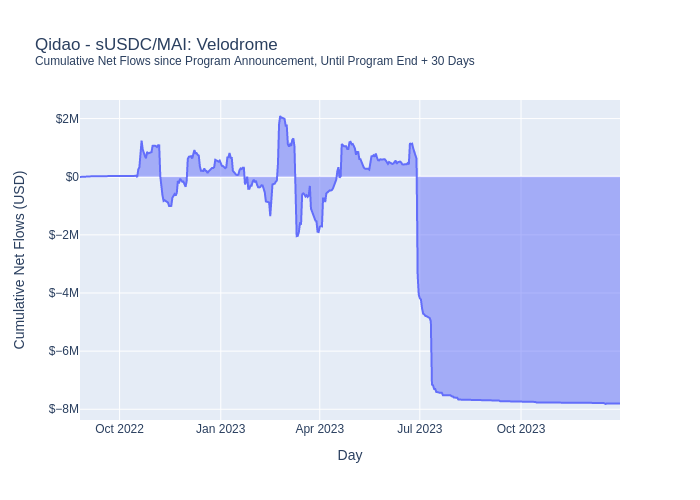 Qidao - sUSDC/MAI: Velodrome
Cumulative Net Flows since Program Announcement, Until Program End + 30 Days
Cumulative Net Flows (USD)
$2M
$0
$−2M
$−4M
$−6M
$−8M
Oct 2022
Jan 2023
Apr 2023
Jul 2023
Oct 2023
Day